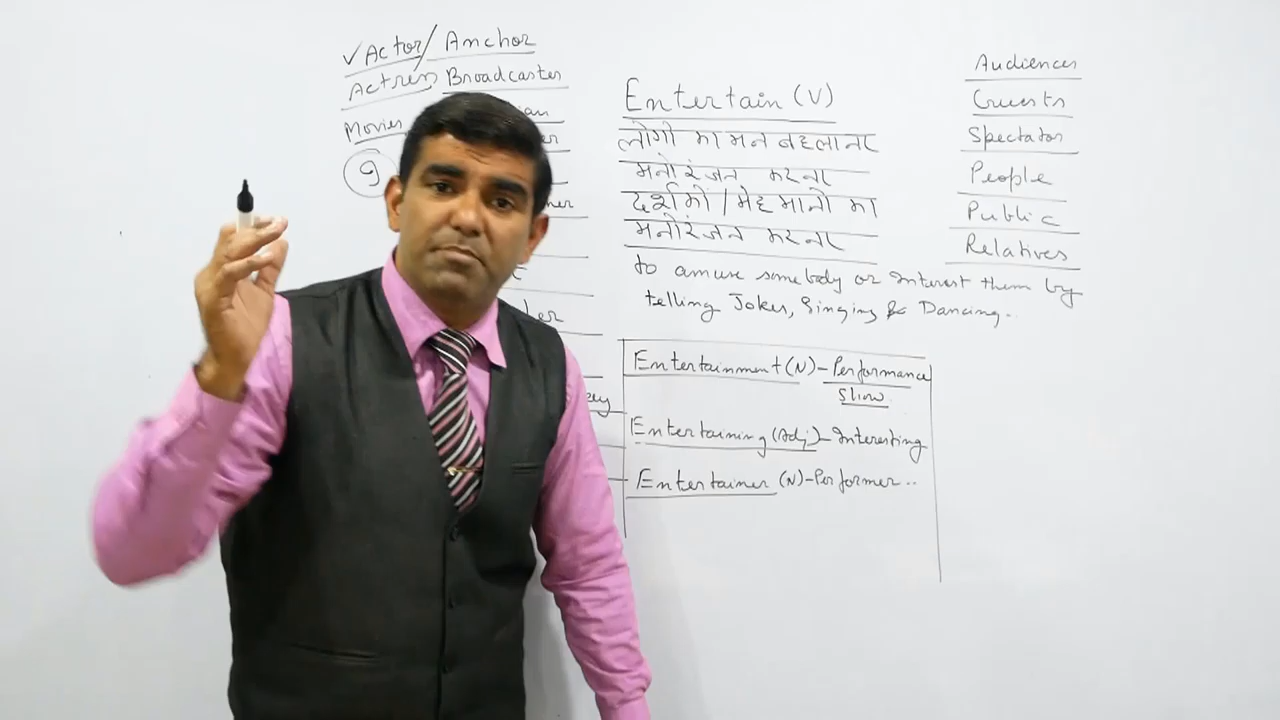 ✓Actor/ Anchor
Actress Broadcaster
Movies
9
Entertain (V)
लोगों का मन बहलाना
मनोरंजन करना
दर्शकों / मेहमानों का
मनोरंजन करना
to amuse somebody or Interest them by
telling Jokes, Singing & Dancing..
Entertainment (N)-Performance
Show
Entertaining (Adj)-Interesting
Entertainer (N)-Performer..
Audiences
Guests
Spectator
People
Public
Relatives